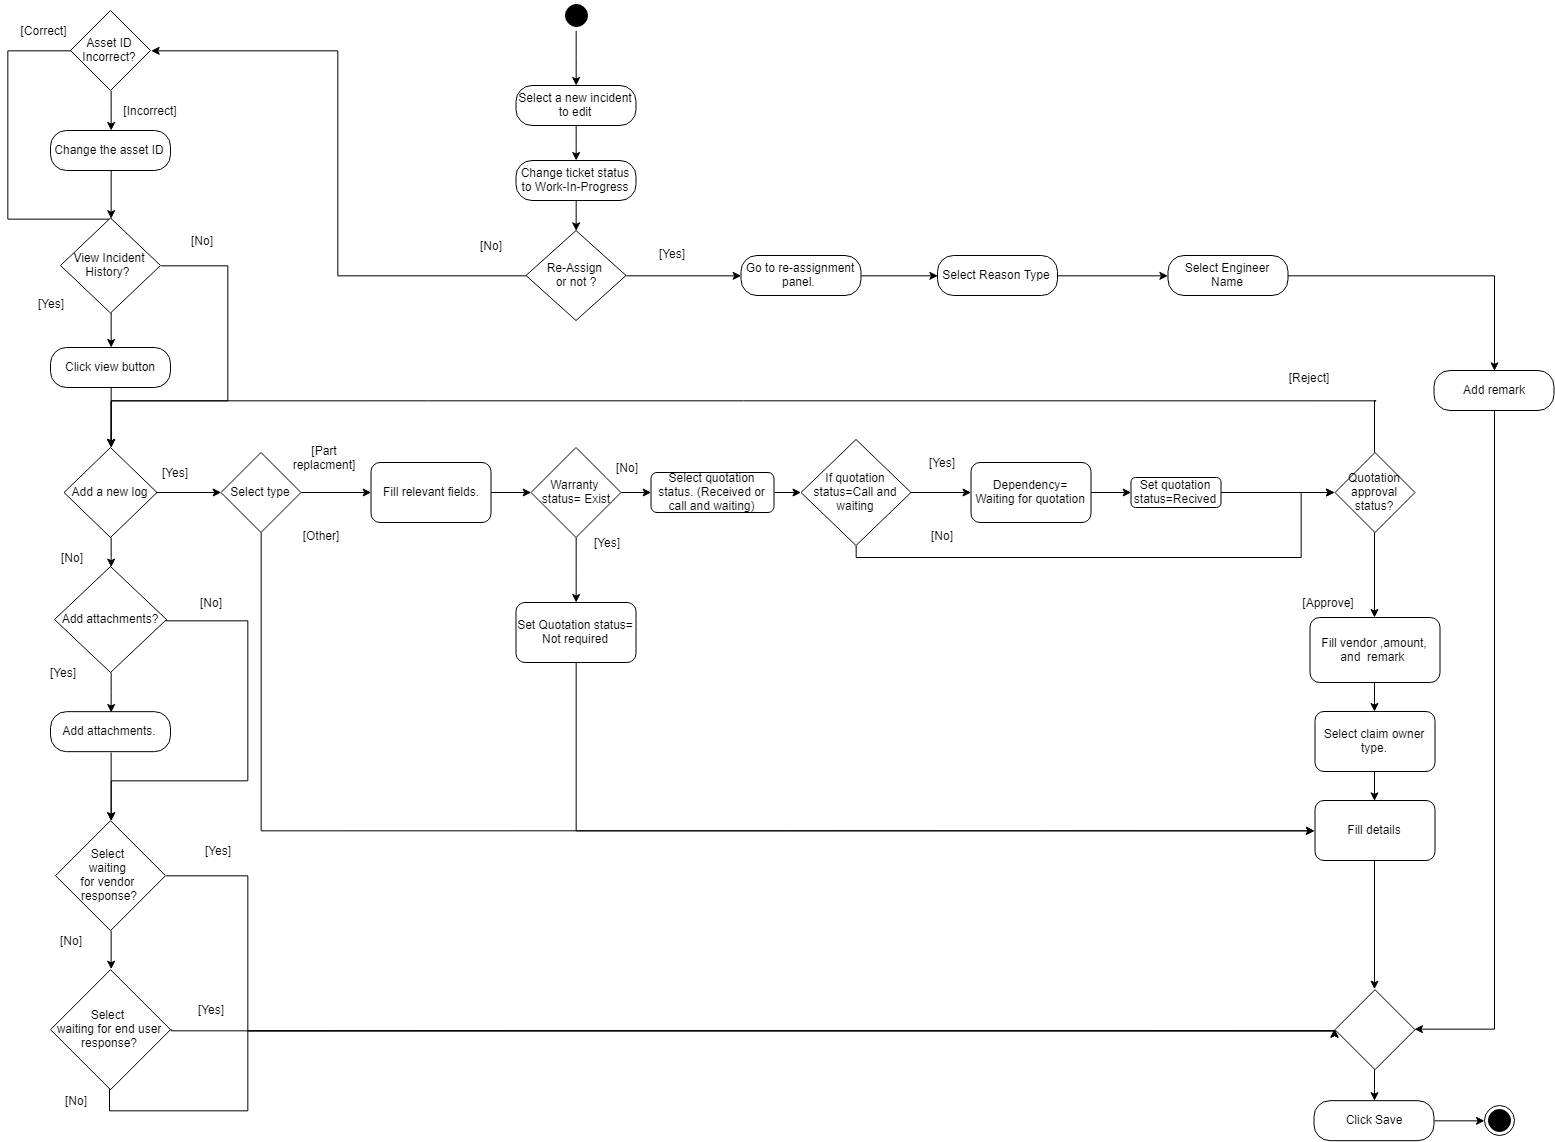 [Correct]
Asset ID
Incorrect?
[Incorrect]
Change the asset ID
Select a new incident
to edit
Change ticket status
to Work-In-Progress
[No]
View Incident
History?
[Yes]
[No]
Re-Assign
or not ?
[Yes]
Go to re-assignment
panel.
Select Reason Type
Select Engineer
Name
Click view button
[Reject]
Add remark
Add a new log
[Yes]
Select type
[Part
replacment]
Fill relevant fields.
Warranty
status= Exist
[No]
Select quotation
status. (Received or
call and waiting)
If quotation
status=Call and
waiting
[Yes]
Dependency=
Waiting for quotation
Set quotation
status=Recived
Quotation
approval
status?
[Other]
[Yes]
[No]
[No]
Add attachments?
[No]
Set Quotation status=
Not required
[Approve]
Fill vendor ,amount,
and  remark
[Yes]
Add attachments.
Select claim owner
type.
Select
waiting
for vendor
response?
[Yes]
Fill details
[No]
Select
waiting for end user
response?
[Yes]
[No]
Click Save